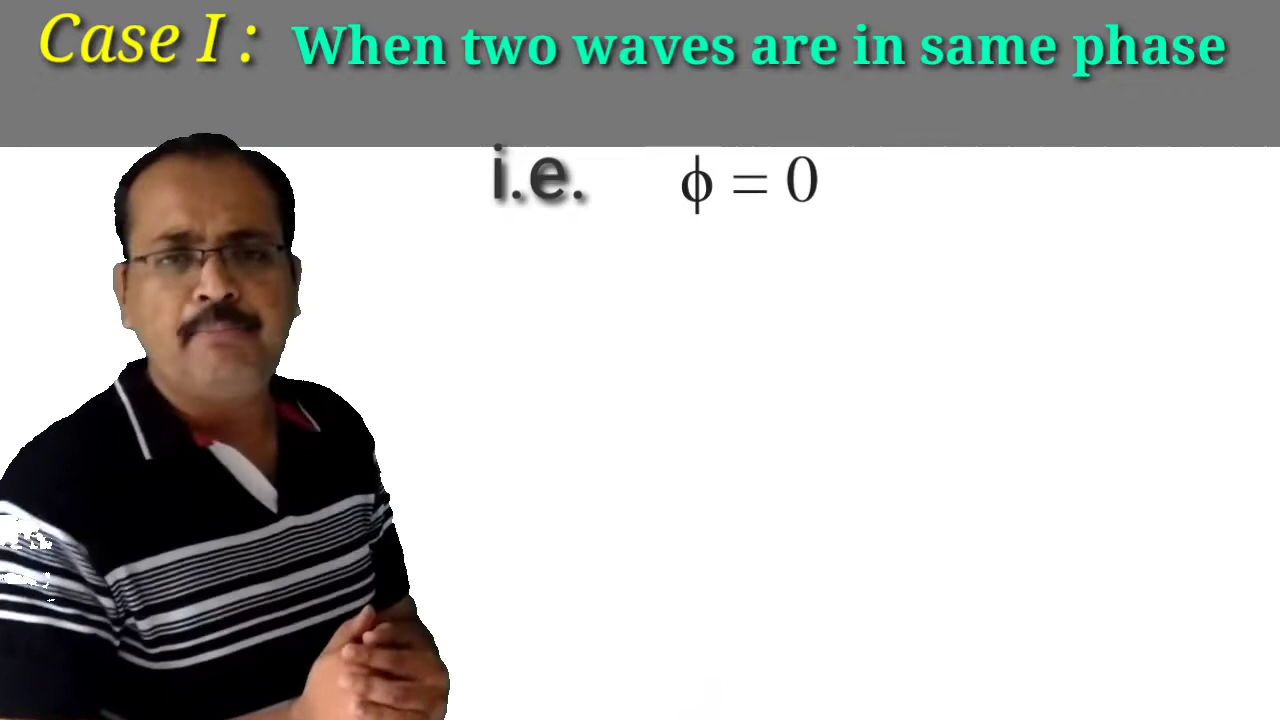 Case I : When two waves are in same phase
i.e. ϕ = 0